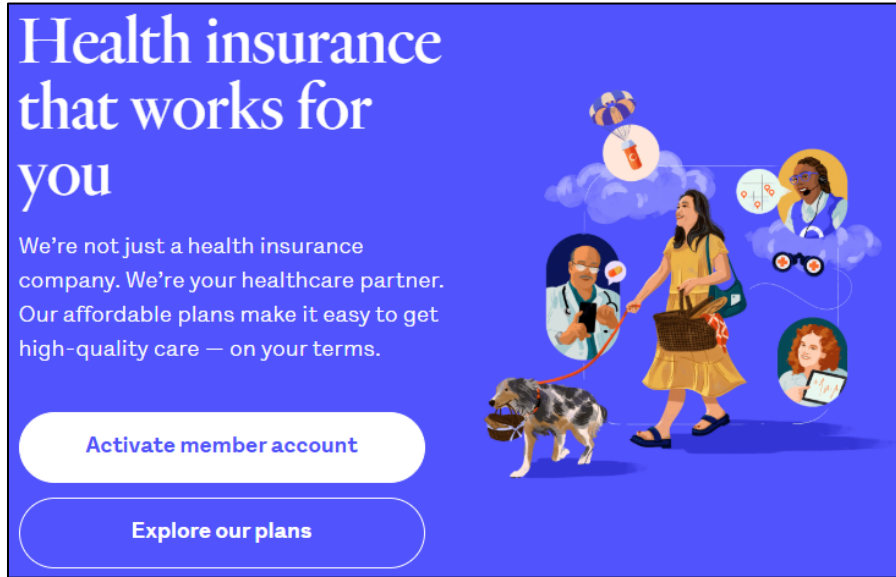 Health insurance
that works for
you
We’re not just a health insurance
company. We’re your healthcare partner.
Our affordable plans make it easy to get
high-quality care — on your terms.
Activate member account
Explore our plans